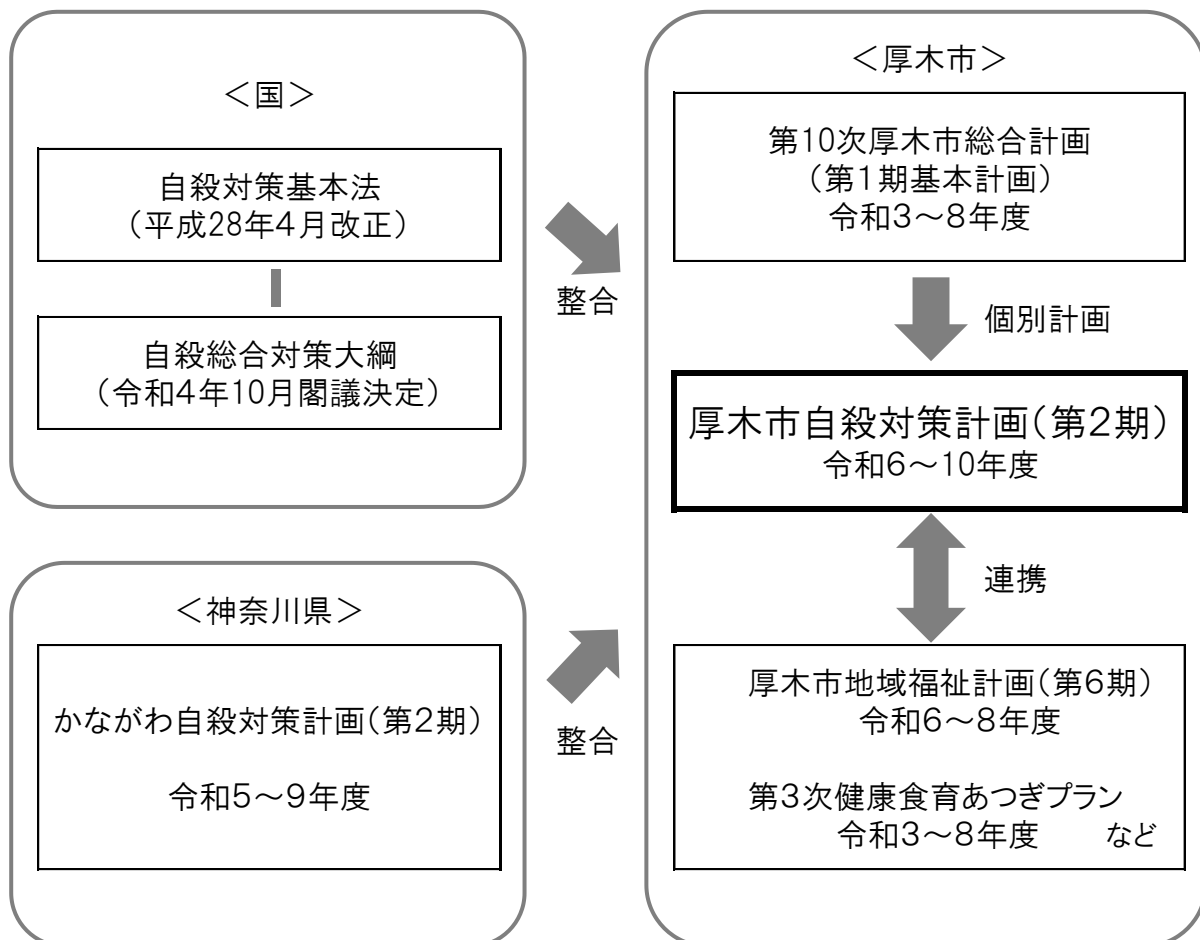 ＜国＞
自殺対策基本法
（平成28年4月改正）
自殺総合対策大綱
（令和4年10月閣議決定）
整合
＜神奈川県＞
かながわ自殺対策計画（第2期）
令和5～9年度
整合
＜厚木市＞
第10次厚木市総合計画
（第1期基本計画）
令和3～8年度
個別計画
厚木市自殺対策計画（第2期）
令和6～10年度
連携
厚木市地域福祉計画（第6期）
令和6～8年度
第3次健康食育あつぎプラン
令和3～8年度　など